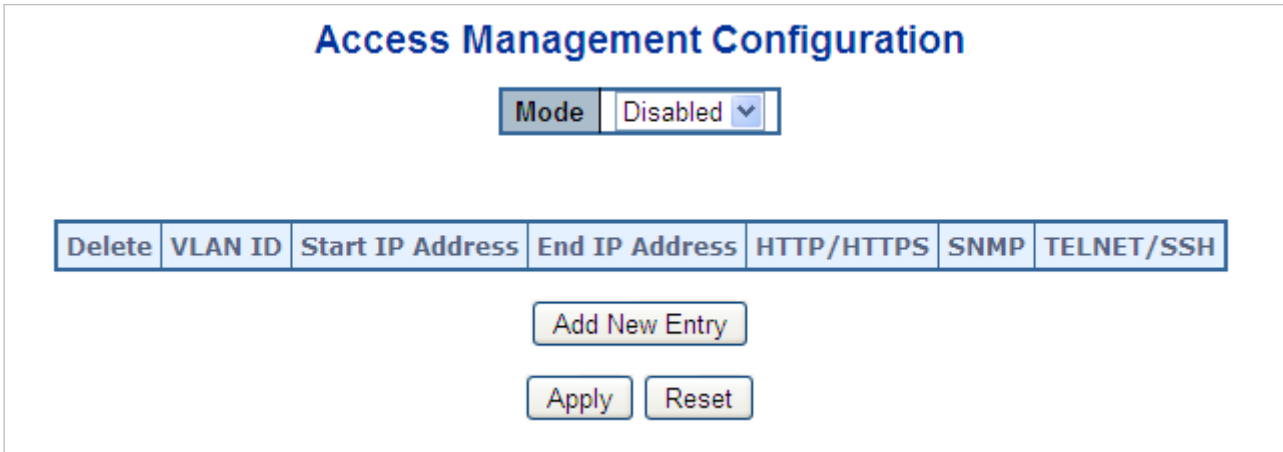 Access Management Configuration
Mode Disabled
Delete VLAN ID Start IP Address End IP Address HTTP/HTTPS SNMP TELNET/SSH
Add New Entry
Apply Reset